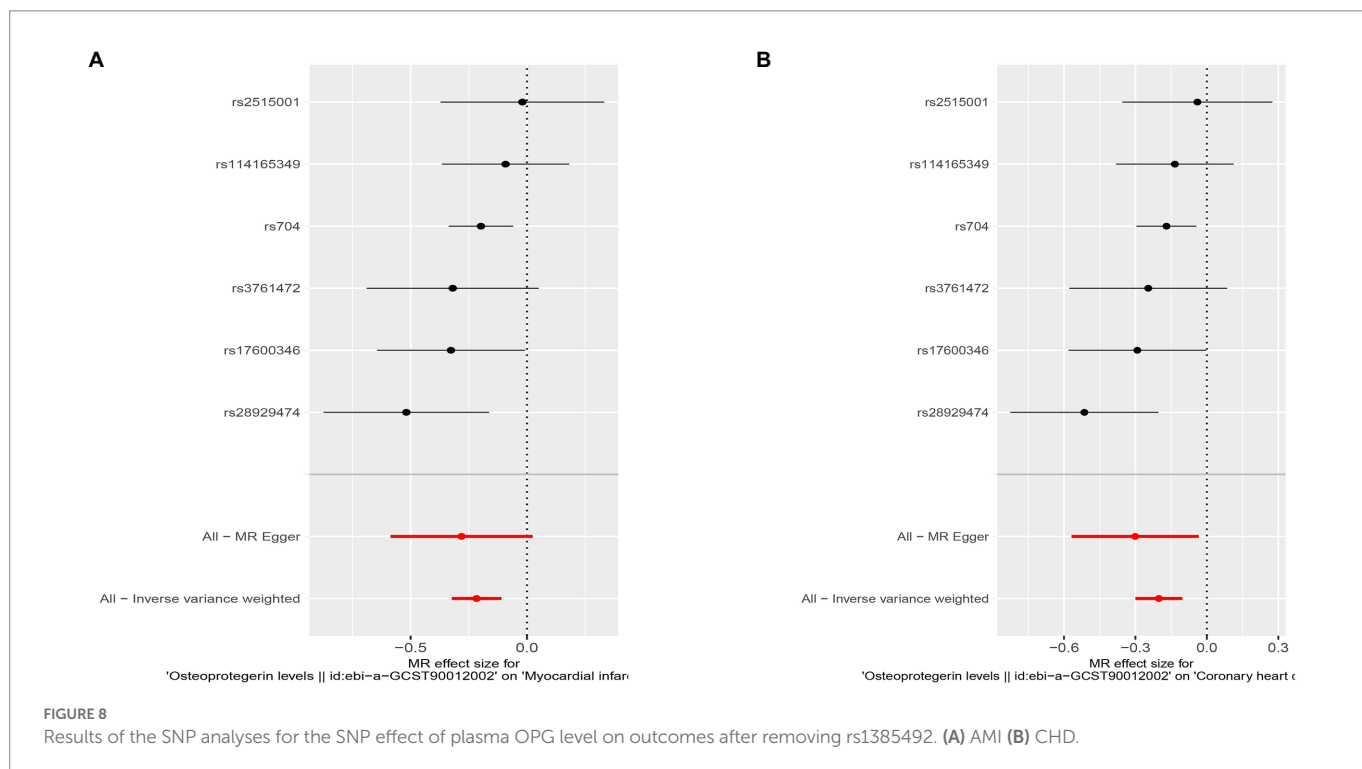 A
rs2515001
rs114165349
rs704
rs3761472
rs17600346
rs28929474
All − MR Egger
All − Inverse variance weighted
−0.5 0.0
MR effect size for
'Osteoprotegerin levels || id:ebi−a−GCST90012002' on 'Myocardial infar
B
rs2515001
rs114165349
rs704
rs3761472
rs17600346
rs28929474
All − MR Egger
All − Inverse variance weighted
−0.6 −0.3 0.0 0.3
MR effect size for
'Osteoprotegerin levels || id:ebi−a−GCST90012002' on 'Coronary heart
FIGURE 8
Results of the SNP analyses for the SNP effect of plasma OPG level on outcomes after removing rs1385492. (A) AMI (B) CHD.